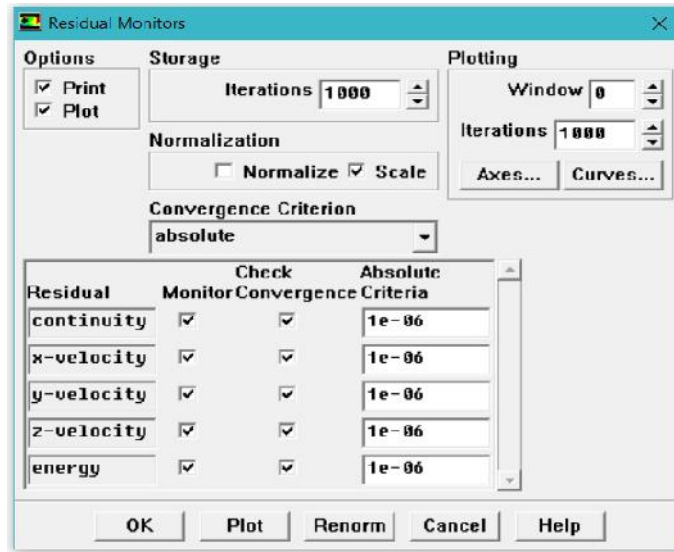 Residual Monitors
Options
Print
Plot
Storage
Iterations 1000
Normalization
Normalize Scale
Convergence Criterion
absolute
Plotting
Window 0
Iterations 1000
Axes... Curves...
Residual Monitor Check Convergence Absolute Criteria
continuity 1e-06
x-velocity 1e-06
y-velocity 1e-06
z-velocity 1e-06
energy 1e-06
OK Plot Renorm Cancel Help